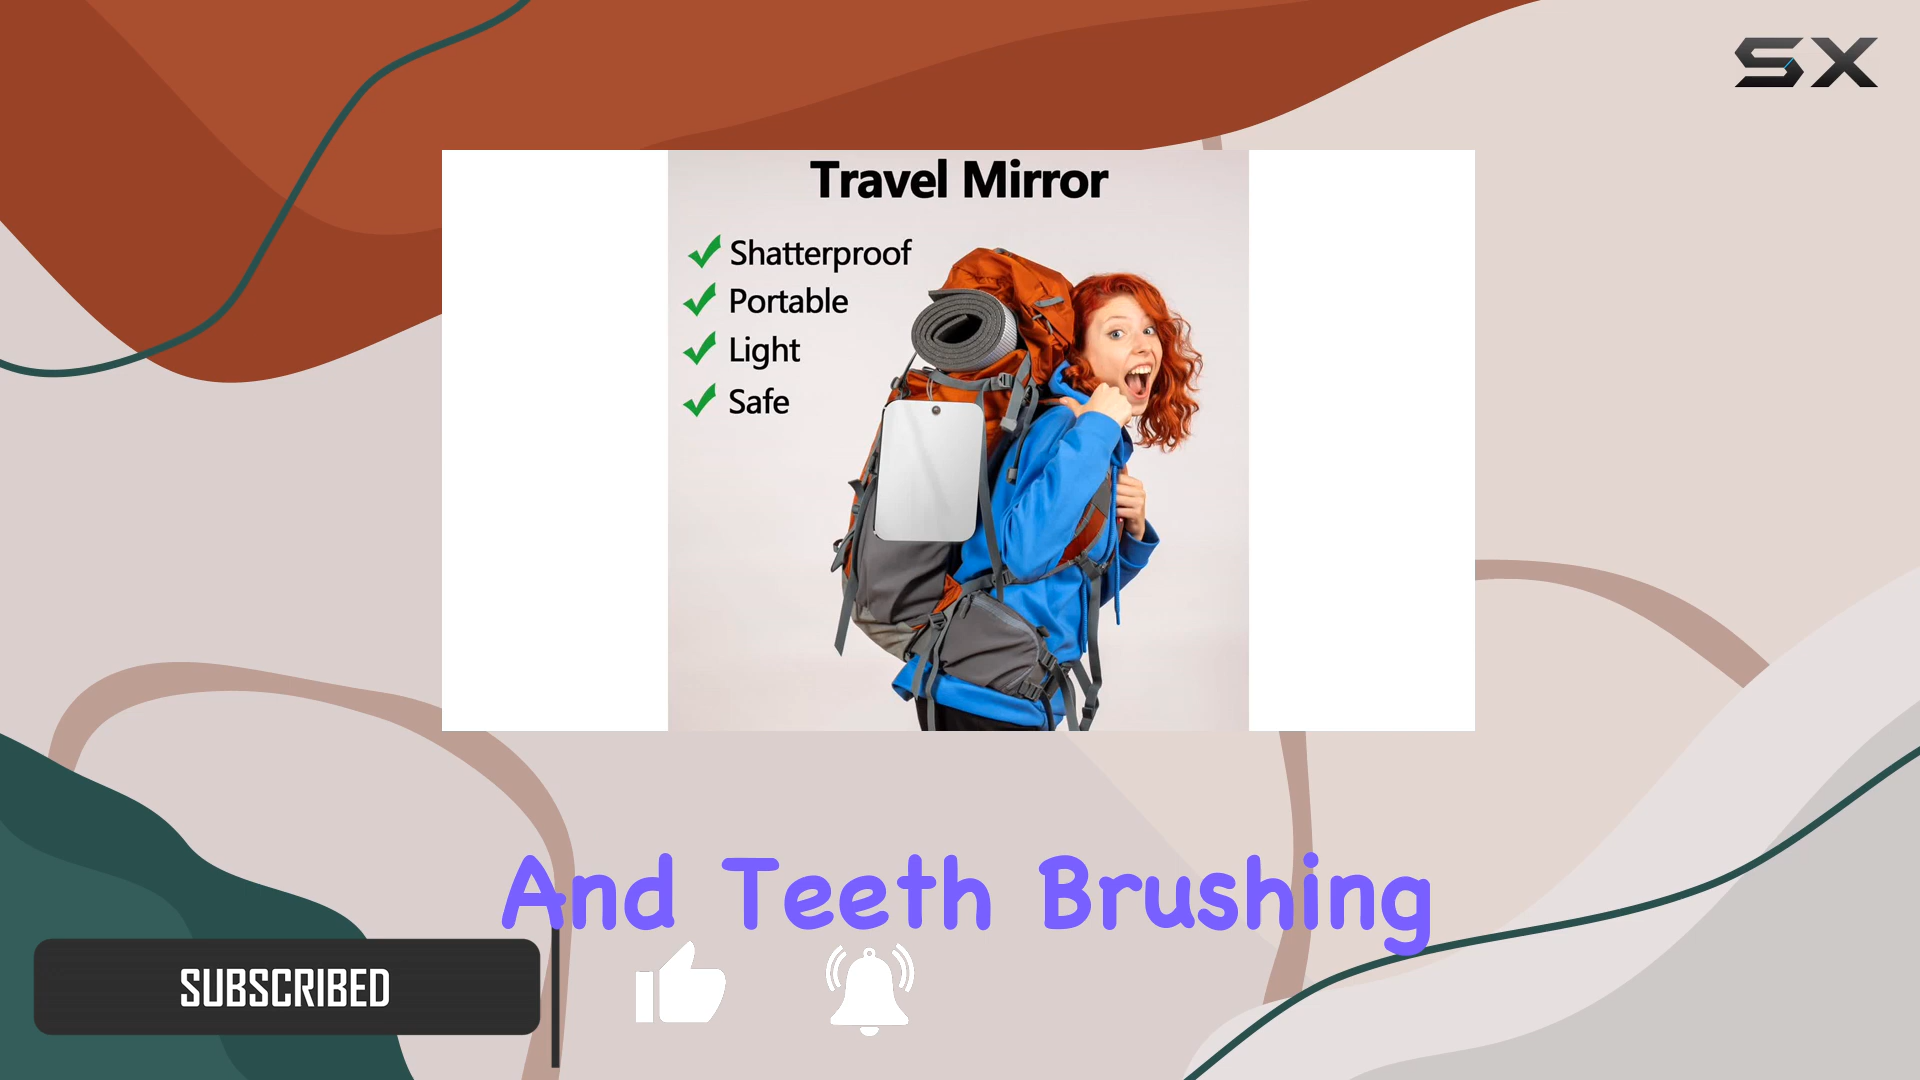 SX
Travel Mirror
Shatterproof
Portable
Light
Safe
And Teeth Brushing
SUBSCRIBED